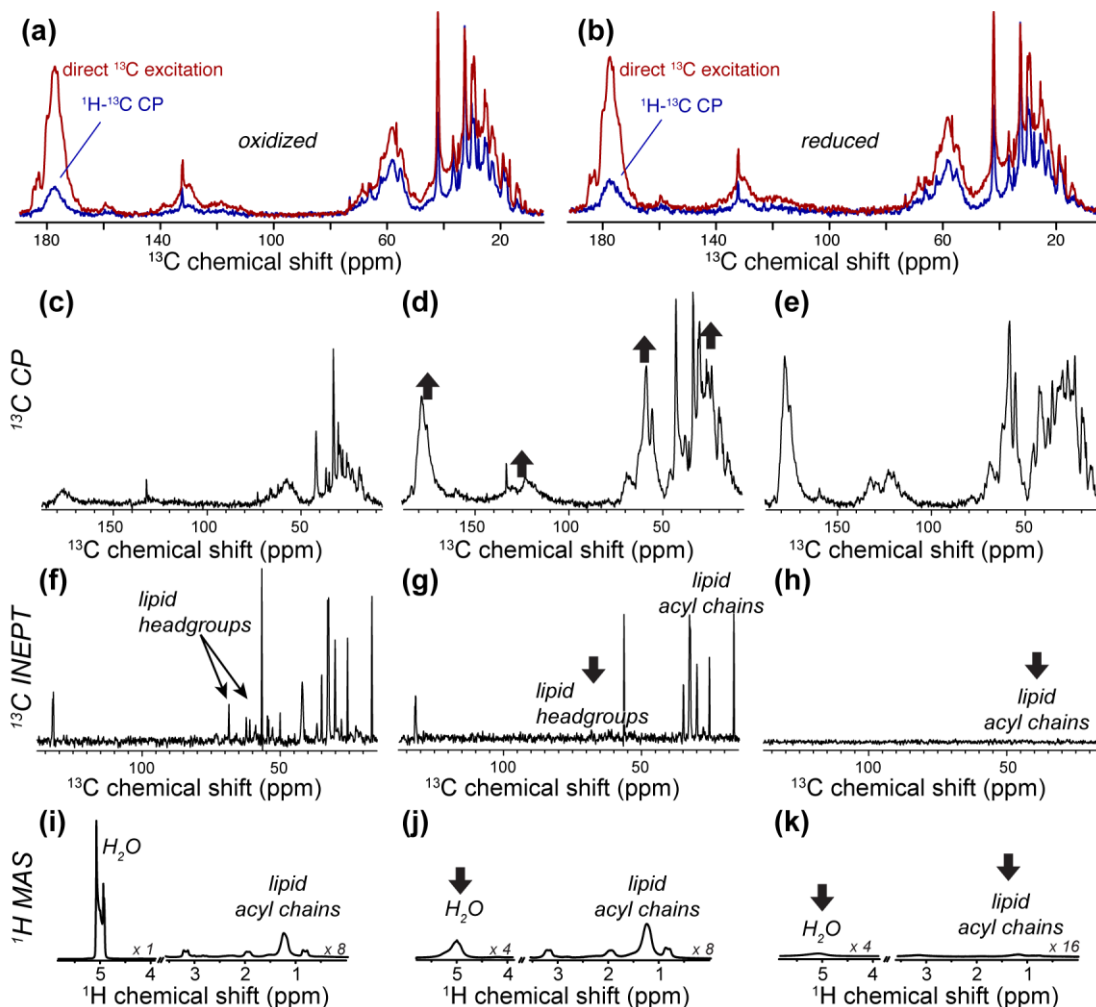 (a)
direct ¹³C excitation
¹H-¹³C CP
oxidized
180 140 100 60 20
¹³C chemical shift (ppm)
(b)
direct ¹³C excitation
¹H-¹³C CP
reduced
180 140 100 60 20
¹³C chemical shift (ppm)
¹³C CP
(c)
150 100 50
¹³C chemical shift (ppm)
(d)
150 100 50
¹³C chemical shift (ppm)
(e)
150 100 50
¹³C chemical shift (ppm)
¹³C INEPT
(f)
lipid
headgroups
100 50
¹³C chemical shift (ppm)
(g)
lipid
acyl chains
lipid
headgroups
100 50
¹³C chemical shift (ppm)
(h)
lipid
acyl chains
100 50
¹³C chemical shift (ppm)
¹H MAS
(i)
H₂O
lipid
acyl chains
x 1 x 8
5 4 3 2 1
¹H chemical shift (ppm)
(j)
H₂O
lipid
acyl chains
x 4 x 8
5 4 3 2 1
¹H chemical shift (ppm)
(k)
H₂O
lipid
acyl chains
x 4 x 16
5 4 3 2 1
¹H chemical shift (ppm)